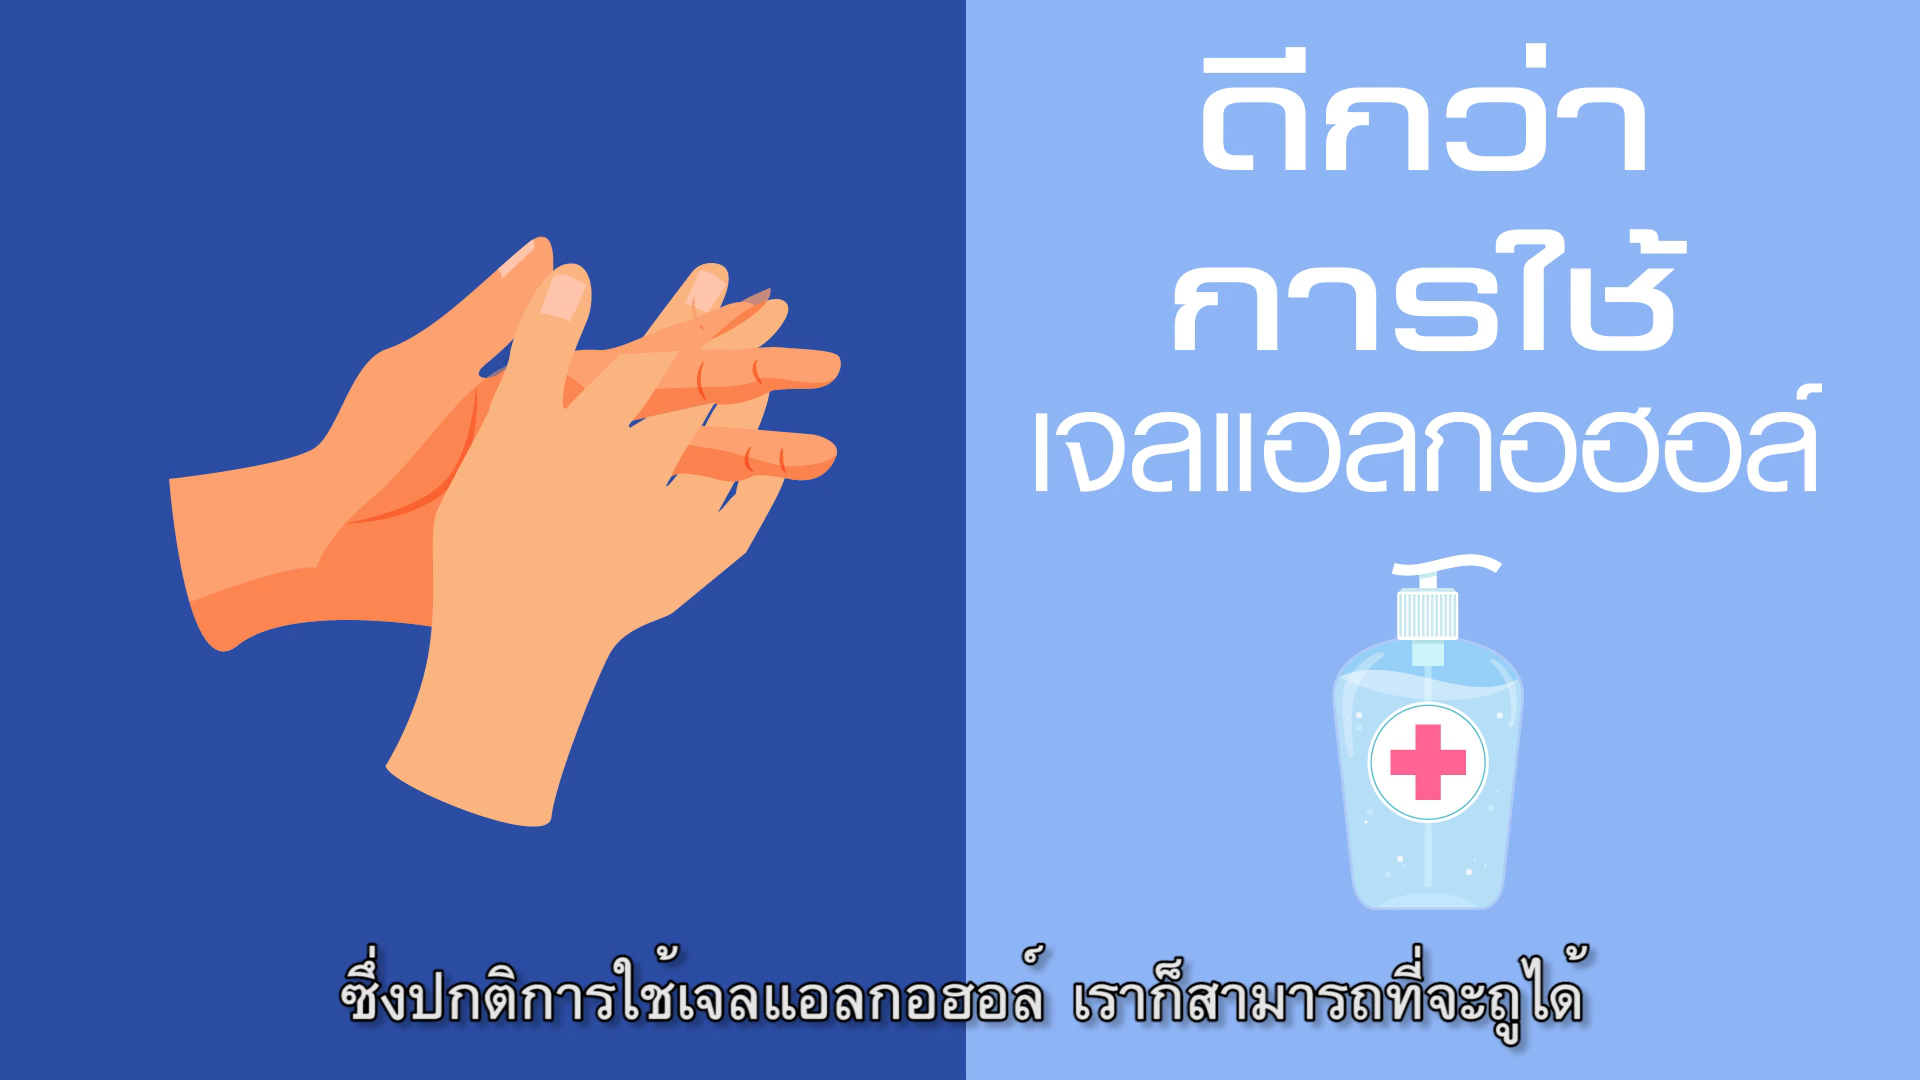 ดีกว่า
การใช้
เจลแอลกอฮอล์
ซึ่งปกติการใช้เจลแอลกอฮอล์ เราก็สามารถที่จะถูได้